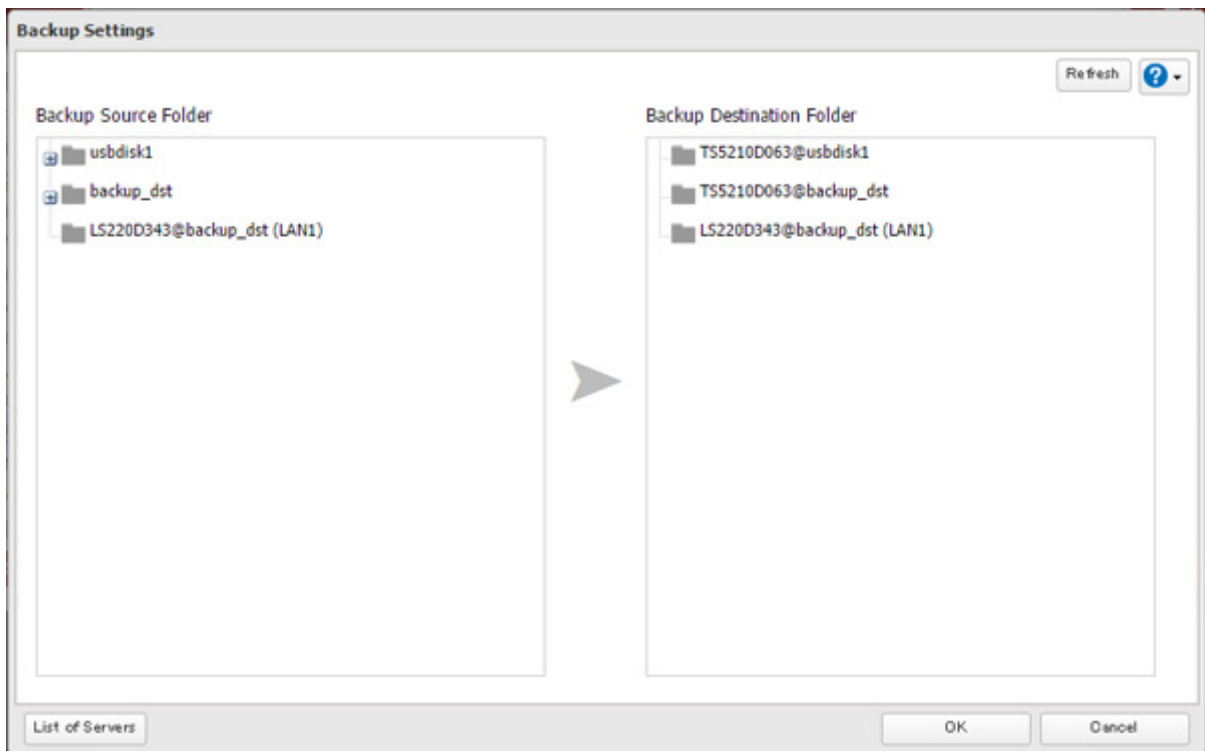 Backup Settings
Refresh
?
Backup Source Folder
Backup Destination Folder
usbdisk1
backup_dst
LS220D343@backup_dst (LAN1)
TS5210D063@usbdisk1
TS5210D063@backup_dst
LS220D343@backup_dst (LAN1)
List of Servers
OK
Cancel